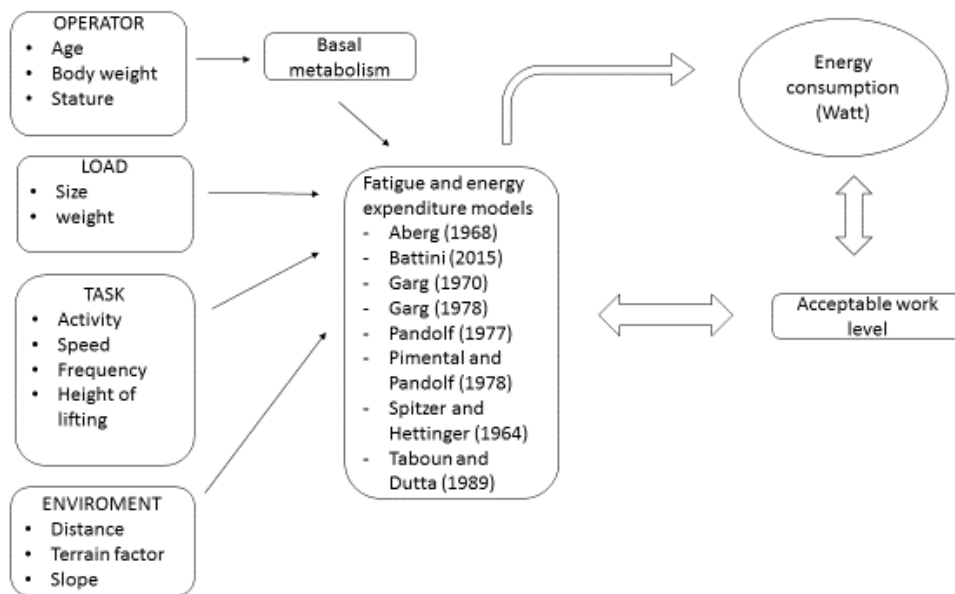 OPERATOR
• Age
• Body weight
• Stature
Basal
metabolism
Energy
consumption
(Watt)
LOAD
• Size
• weight
TASK
• Activity
• Speed
• Frequency
• Height of
lifting
ENVIROMENT
• Distance
• Terrain factor
• Slope
Fatigue and energy
expenditure models
- Aberg (1968)
- Battini (2015)
- Garg (1970)
- Garg (1978)
- Pandolf (1977)
- Pimental and
Pandolf (1978)
- Spitzer and
Hettinger (1964)
- Taboun and
Dutta (1989)
Acceptable work
level